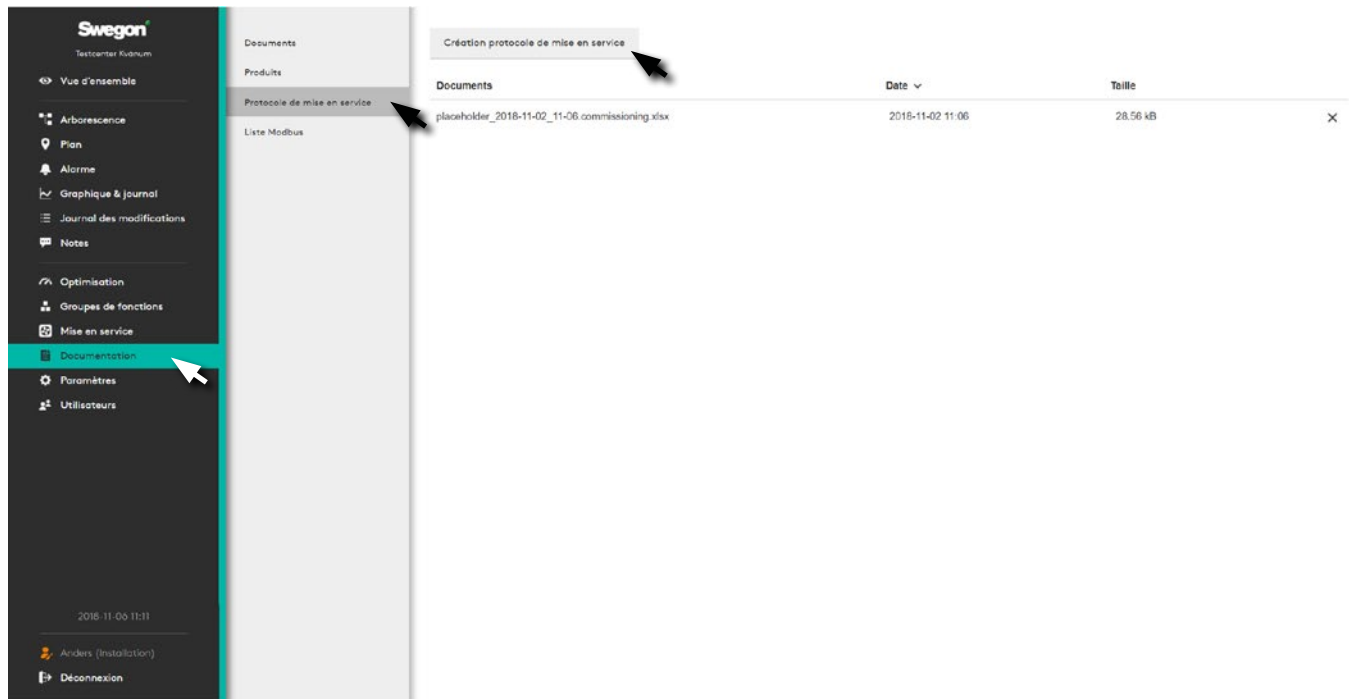 Swegon
Testcenter Kvänum
Vue d'ensemble
Arborescence
Plan
Alarme
Graphique & journal
Journal des modifications
Notes
Optimisation
Groupes de fonctions
Mise en service
Documentation
Paramètres
Utilisateurs
2018-11-06 11:11
Anders (Installation)
Déconnexion
Documents
Produits
Protocole de mise en service
Liste Modbus
Création protocole de mise en service
Documents Date Taille
placeholder_2018-11-02_11-06.commissioning.xlsx 2018-11-02 11:06 28.56 kB